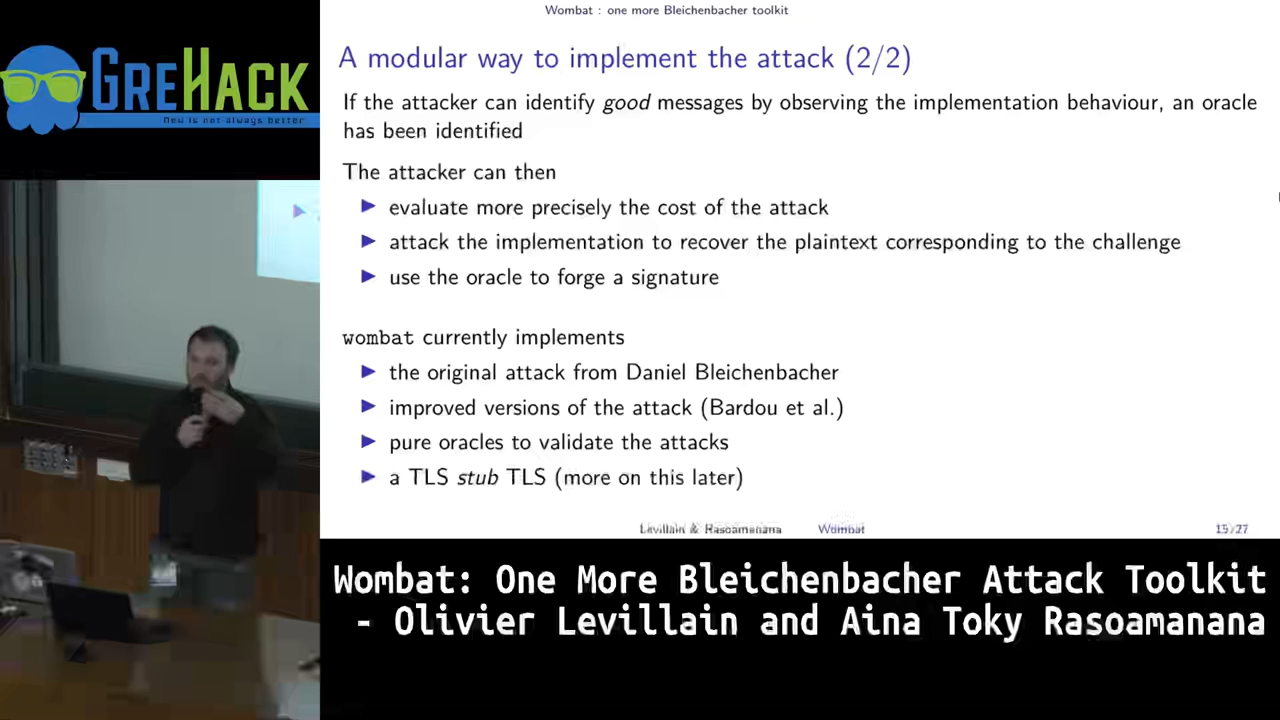 GREHACK
New is not always better
Wombat : one more Bleichenbacher toolkit
A modular way to implement the attack (2/2)
If the attacker can identify good messages by observing the implementation behaviour, an oracle
has been identified
The attacker can then
▶ evaluate more precisely the cost of the attack
▶ attack the implementation to recover the plaintext corresponding to the challenge
▶ use the oracle to forge a signature
wombat currently implements
▶ the original attack from Daniel Bleichenbacher
▶ improved versions of the attack (Bardou et al.)
▶ pure oracles to validate the attacks
▶ a TLS stub TLS (more on this later)
Levillain & Rasoamanana Wombat 15/27
Wombat: One More Bleichenbacher Attack Toolkit
- Olivier Levillain and Aina Toky Rasoamanana